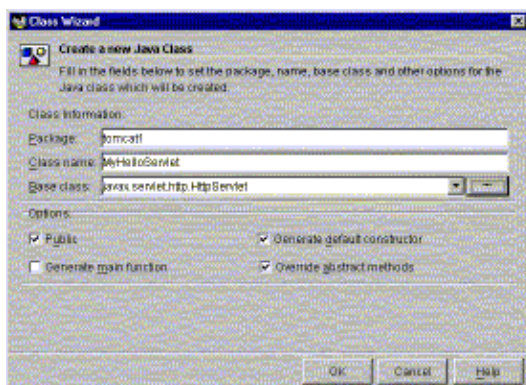 Class Wizard
Create a new Java Class
Fill in the fields below to set the package, name, base class and other options for the
Java class which will be created.
Class Information:
Package: tomcat1
Class name: MyHelloServlet
Base class: javax.servlet.http.HttpServlet
Options:
Public
Generate default constructor
Generate main function
Override abstract methods
OK
Cancel
Help